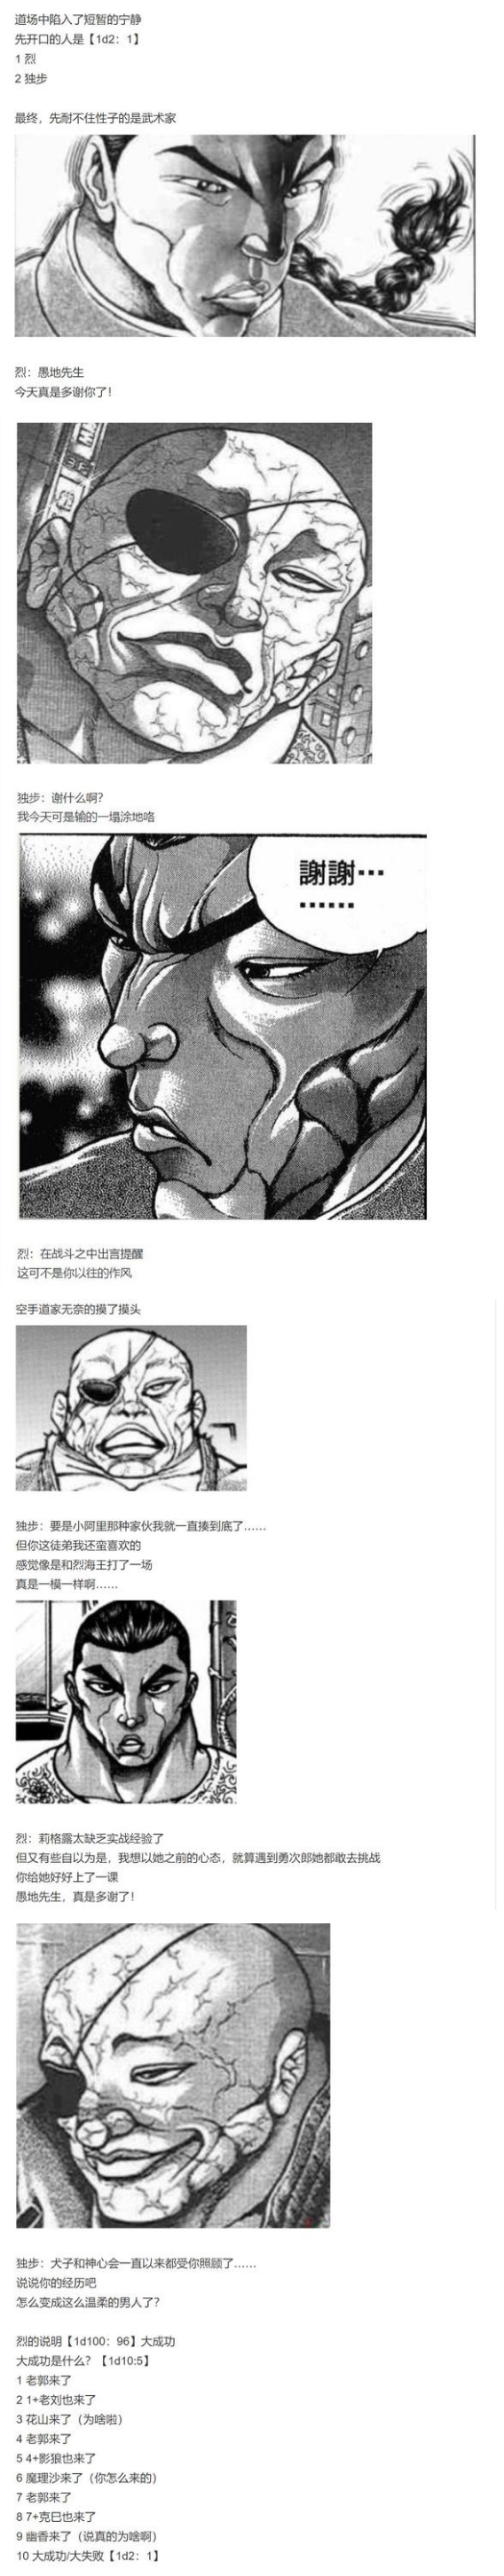 道场中陷入了短暂的宁静
先开口的人是【1d2：1】
1 烈
2 独步
最终，先耐不住性子的是武术家
烈：愚地先生
今天真是多谢你了！
独步：谢什么啊？
我今天可是输的一塌涂地咯
謝謝…
……
烈：在战斗之中出言提醒
这可不是你以往的作风
空手道家无奈的摸了摸头
独步：要是小阿里那种家伙我就一直揍到底了……
但你这徒弟我还蛮喜欢的
感觉像是和烈海王打了一场
真是一模一样啊……
烈：莉格露太缺乏实战经验了
但又有些自以为是，我想以她之前的心态，就算遇到勇次郎她都敢去挑战
你给她好好上了一课
愚地先生，真是多谢了！
独步：犬子和神心会一直以来都受你照顾了……
说说你的经历吧
怎么变成这么温柔的男人了？
烈的说明【1d100：96】大成功
大成功是什么？【1d10:5】
1 老郭来了
2 1+老刘也来了
3 花山来了（为啥啦）
4 老郭来了
5 4+影狼也来了
6 魔理沙来了（你怎么来的）
7 老郭来了
8 7+克巳也来了
9 幽香来了（说真的为啥啊）
10 大成功/大失败【1d2：1】